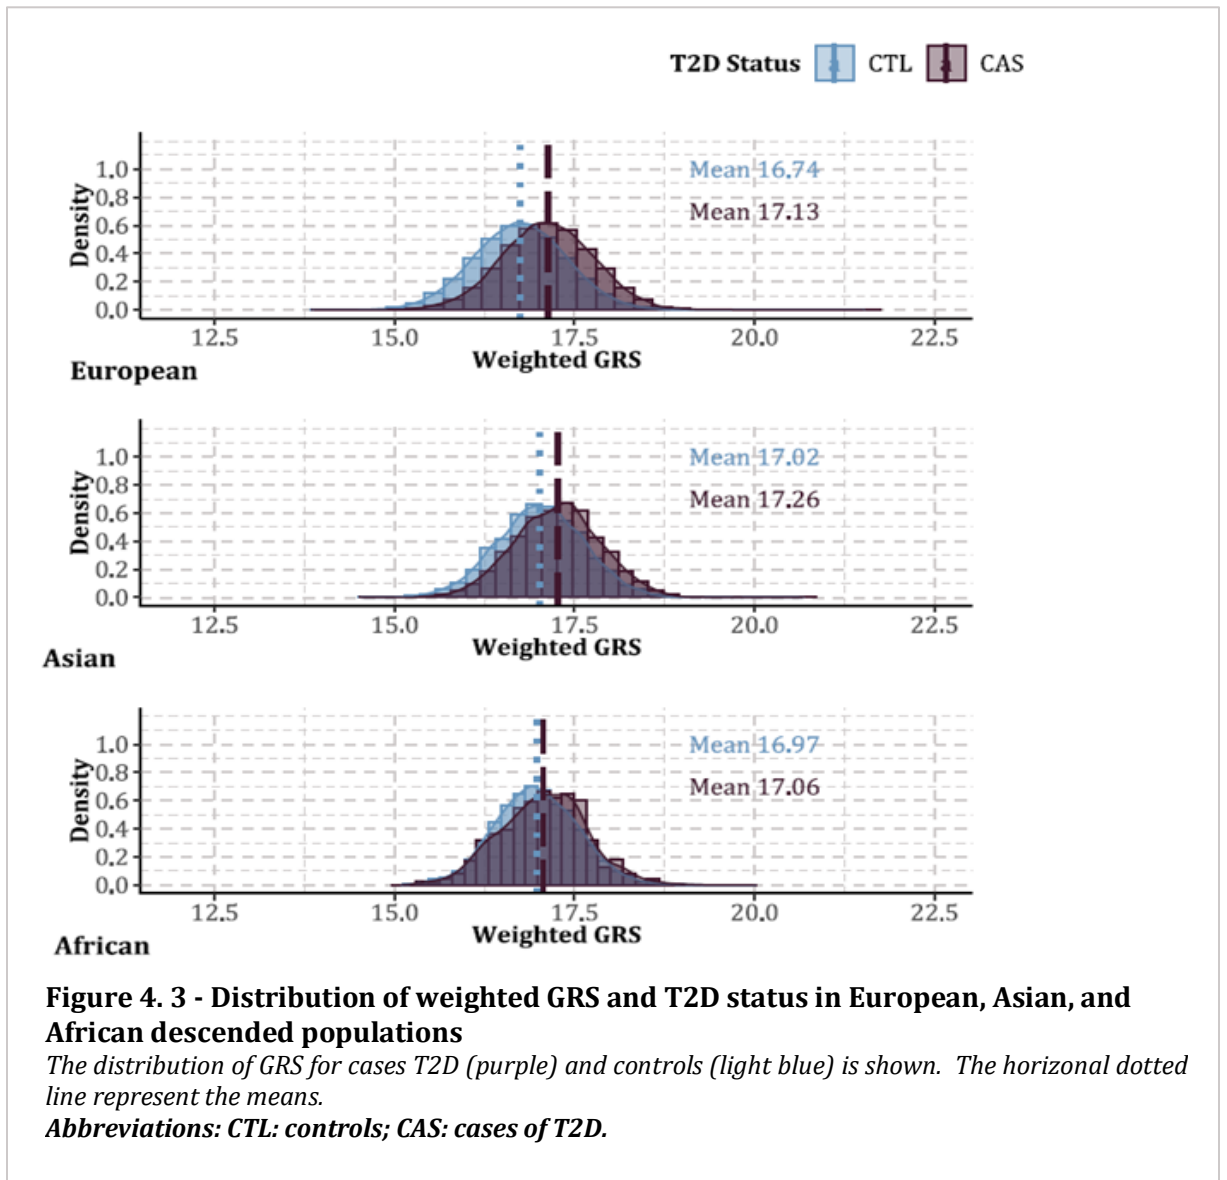 T2D Status a CTL a CAS
Density
1.0
0.8
0.6
0.4
0.2
0.0
Mean 16.74
Mean 17.13
12.5 15.0 17.5 20.0 22.5
Weighted GRS
European
Density
1.0
0.8
0.6
0.4
0.2
0.0
Mean 17.02
Mean 17.26
12.5 15.0 17.5 20.0 22.5
Weighted GRS
Asian
Density
1.0
0.8
0.6
0.4
0.2
0.0
Mean 16.97
Mean 17.06
12.5 15.0 17.5 20.0 22.5
Weighted GRS
African
Figure 4. 3 - Distribution of weighted GRS and T2D status in European, Asian, and
African descended populations
The distribution of GRS for cases T2D (purple) and controls (light blue) is shown. The horizonal dotted
line represent the means.
Abbreviations: CTL: controls; CAS: cases of T2D.